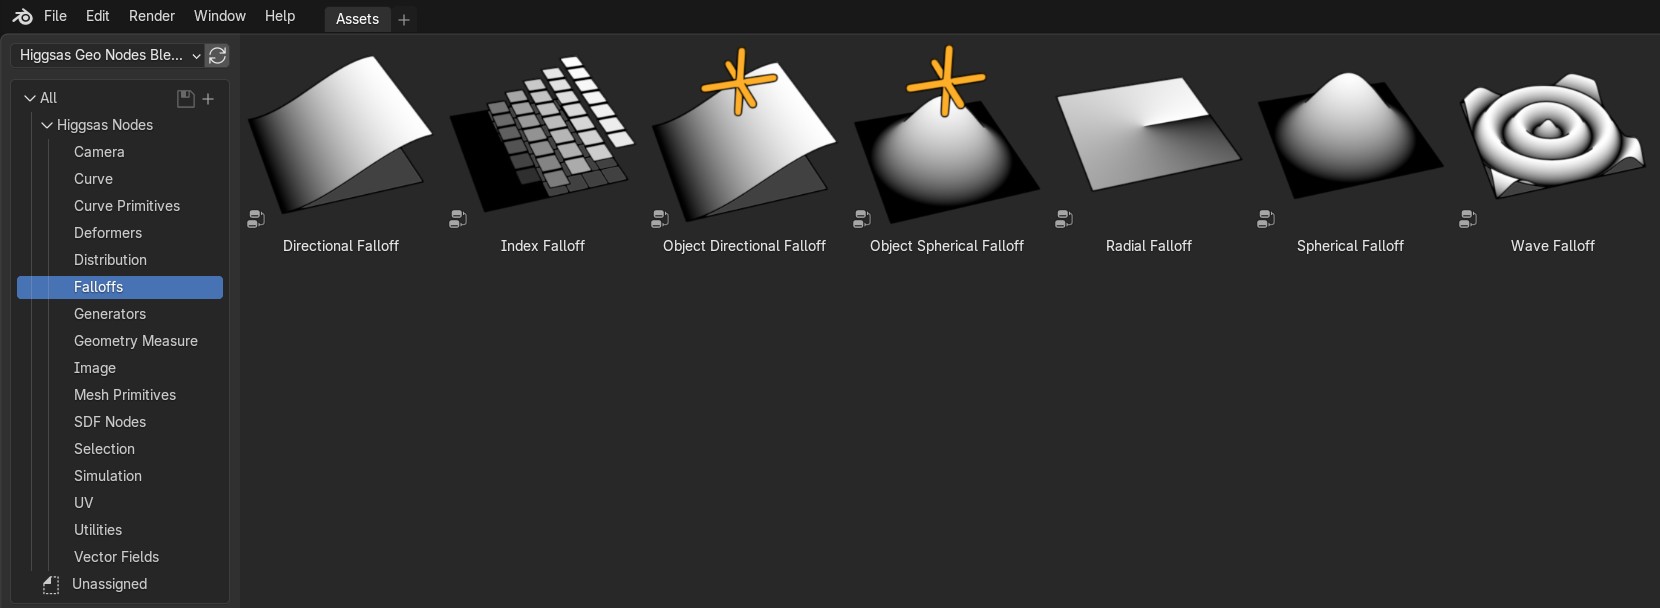 File Edit Render Window Help Assets
Higgsas Geo Nodes Ble...
All
Higgsas Nodes
Camera
Curve
Curve Primitives
Deformers
Distribution
Falloffs
Generators
Geometry Measure
Image
Mesh Primitives
SDF Nodes
Selection
Simulation
UV
Utilities
Vector Fields
Unassigned
Directional Falloff
Index Falloff
Object Directional Falloff
Object Spherical Falloff
Radial Falloff
Spherical Falloff
Wave Falloff